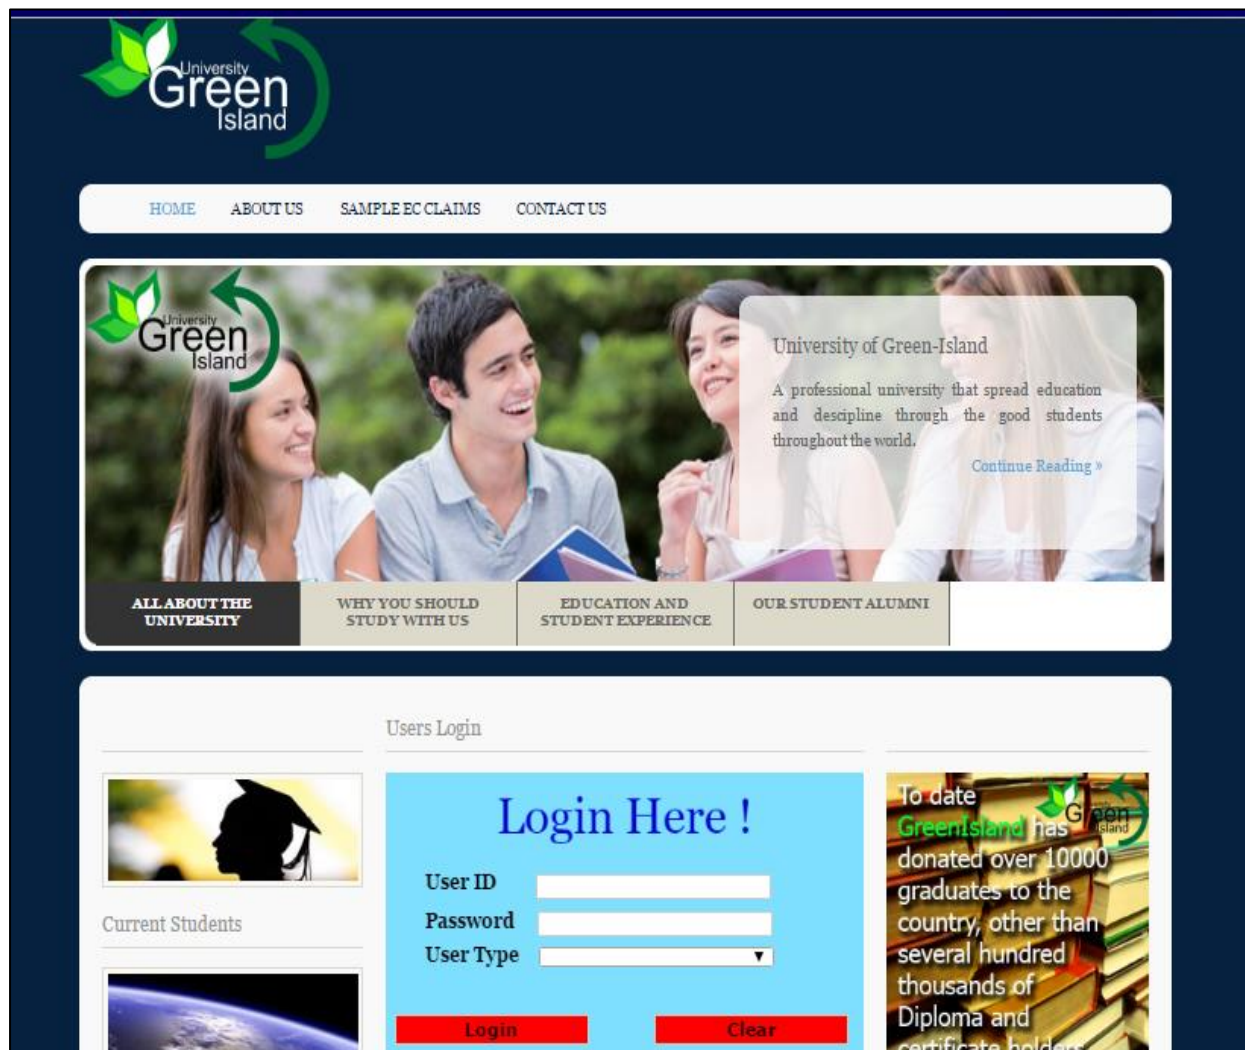 University
Green
Island
HOME ABOUT US SAMPLE EC CLAIMS CONTACT US
University
Green
Island
University of Green-Island
A professional university that spread education
and descipline through the good students
throughout the world.
Continue Reading »
ALL ABOUT THE
UNIVERSITY
WHY YOU SHOULD
STUDY WITH US
EDUCATION AND
STUDENT EXPERIENCE
OUR STUDENT ALUMNI
Users Login
Current Students
Login Here !
User ID
Password
User Type
Login Clear
To date
GreenIsland has
donated over 10000
graduates to the
country, other than
several hundred
thousands of
Diploma and
certificate holders
Green
Island